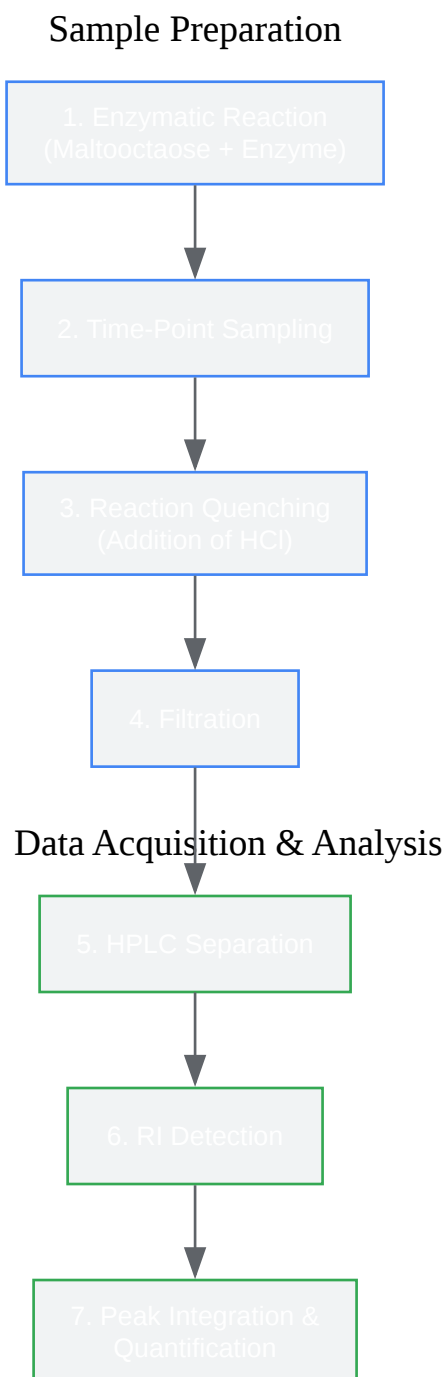 Sample Preparation
1. Enzymatic Reaction
(Maltooctaose + Enzyme)
2. Time-Point Sampling
3. Reaction Quenching
(Addition of HCl)
4. Filtration
Data Acquisition & Analysis
5. HPLC Separation
6. RI Detection
7. Peak Integration &
Quantification